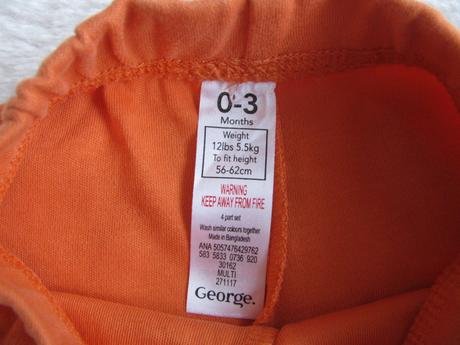 0-3
Months
Weight
12lbs 5.5kg
To fit height
56-62cm
WARNING
KEEP AWAY FROM FIRE
4 part set
Wash similar colours together
Made in Bangladesh
ANA 5057476429762
583 5833 0736 920
30162
MULTI
271117
George.